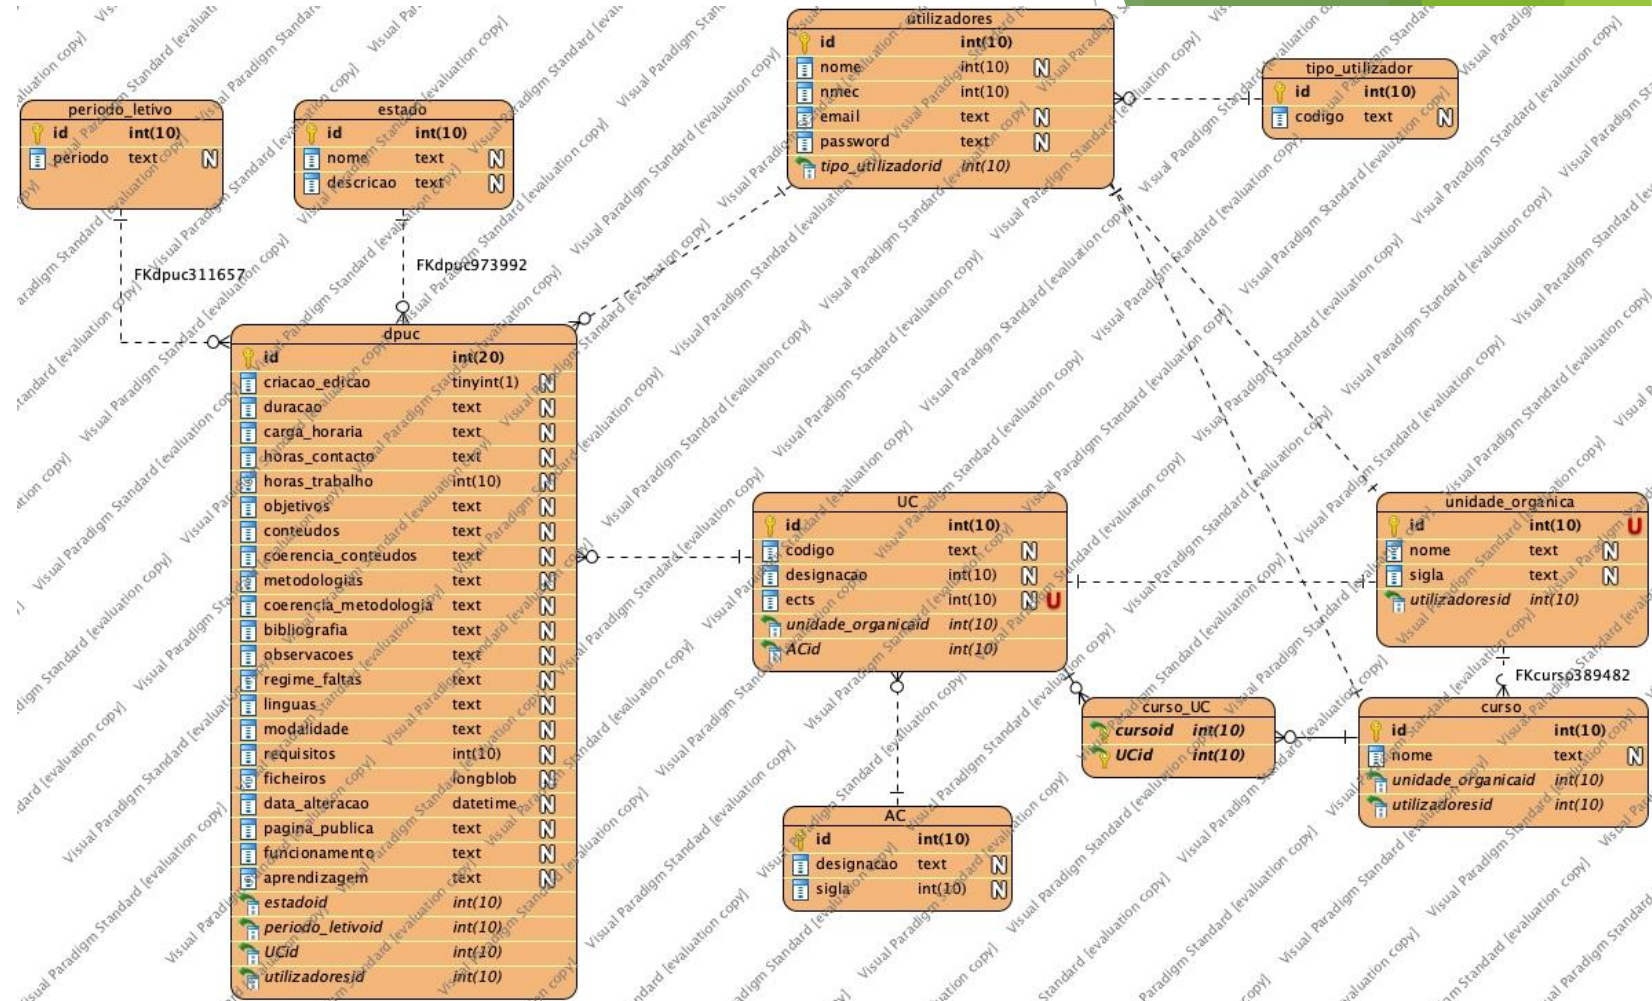 utilizadores
id int(10)
nome int(10) N
nmec int(10)
email text N
password text N
tipo_utilizadorid int(10)
tipo_utilizador
id int(10)
codigo text N
periodo_letivo
id int(10)
periodo text N
estado
id int(10)
nome text N
descricao text N
FKdpuc311657
FKdpuc973992
dpuc
id int(20)
criacao_edicao tinyint(1) N
duracao text N
carga_horaria text N
horas_contacto text N
horas_trabalho int(10) N
objetivos text N
conteudos text N
coerencia_conteudos text N
metodologias text N
coerencia_metodologia text N
bibliografia text N
observacoes text N
regime_faltas text N
linguas text N
modalidade text N
requisitos int(10) N
ficheiros longblob N
data_alteracao datetime N
pagina_publica text N
funcionamento text N
aprendizagem text N
estadoid int(10)
periodo_letivoid int(10)
UCid int(10)
utilizadoresid int(10)
UC
id int(10)
codigo text N
designacao int(10) N
ects int(10) N U
unidade_organicaid int(10)
ACid int(10)
unidade_organica
id int(10) U
nome text N
sigla text N
utilizadoresid int(10)
FKcurso389482
curso_UC
cursoid int(10)
UCid int(10)
curso
id int(10)
nome text N
unidade_organicaid int(10)
utilizadoresid int(10)
AC
id int(10)
designacao text N
sigla int(10) N
Visual Paradigm Standard [evaluation copy]